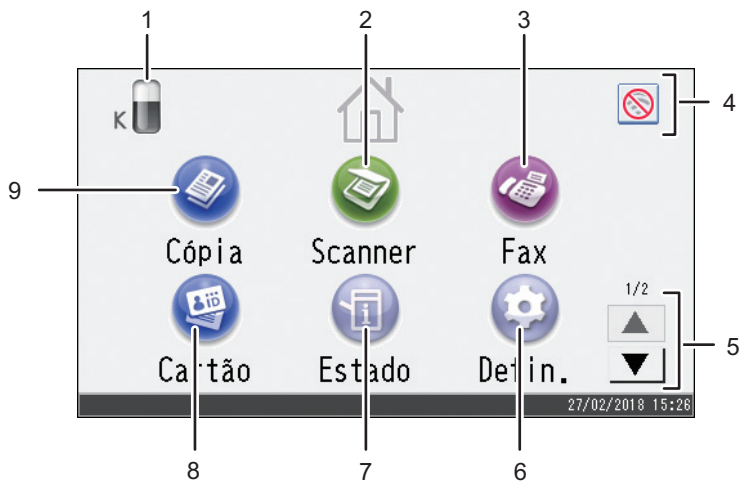 1 2 3
K
4
9
Cópia Scanner Fax
1/2
5
Cartão Estado Defin.
27/02/2018 15:26
8 7 6